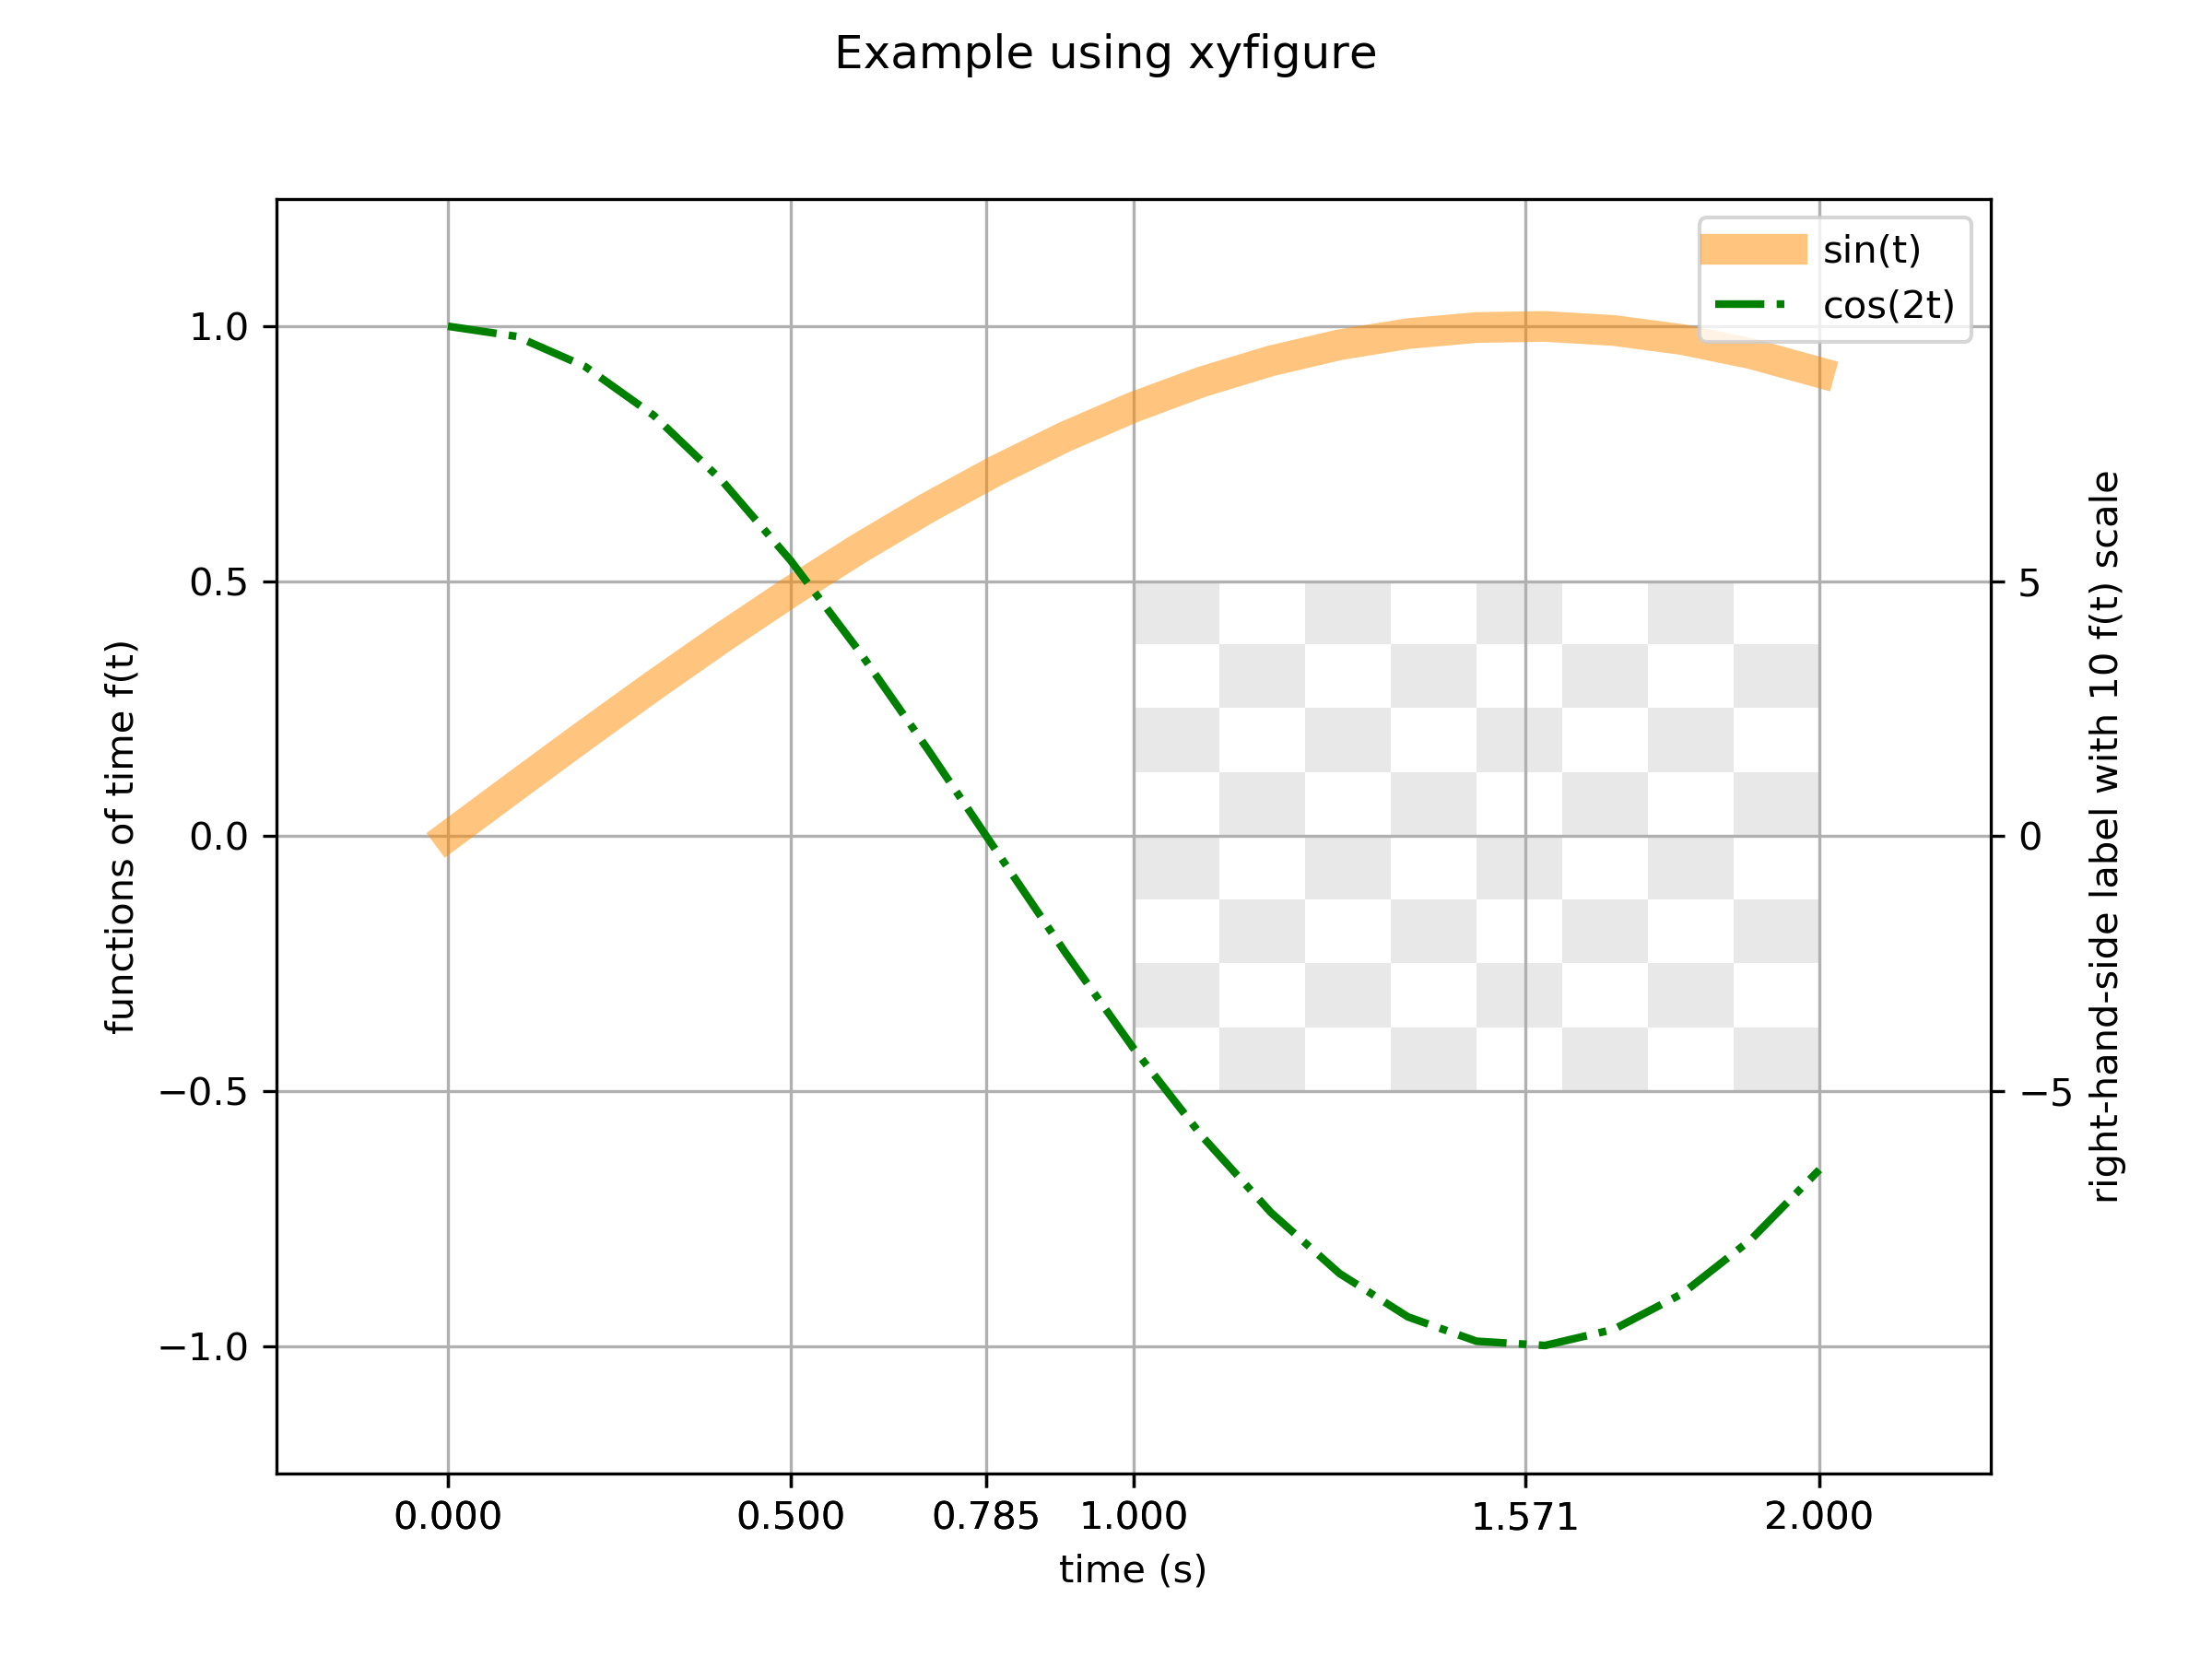 Example using xyfigure
sin(t)
cos(2t)
1.0
0.5
0.0
−0.5
−1.0
functions of time f(t)
5
0
−5
right-hand-side label with 10 f(t) scale
0.000 0.500 0.785 1.000 1.571 2.000
time (s)